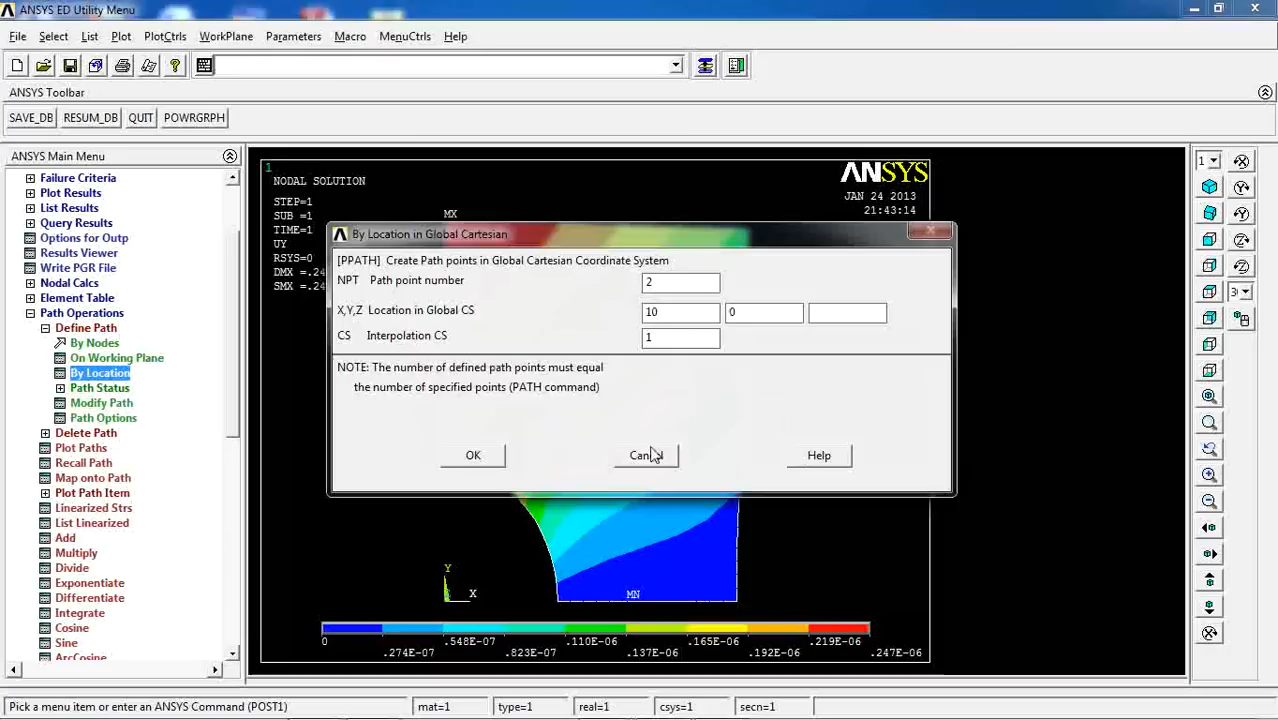 ANSYS ED Utility Menu
File Select List Plot PlotCtrls WorkPlane Parameters Macro MenuCtrls Help
ANSYS Toolbar
SAVE_DB RESUM_DB QUIT POWRGRPH
ANSYS Main Menu
Failure Criteria
Plot Results
List Results
Query Results
Options for Outp
Results Viewer
Write PGR File
Nodal Calcs
Element Table
Path Operations
Define Path
By Nodes
On Working Plane
By Location
Path Status
Modify Path
Path Options
Delete Path
Plot Paths
Recall Path
Map onto Path
Plot Path Item
Linearized Strs
List Linearized
Add
Multiply
Divide
Exponentiate
Differentiate
Integrate
Cosine
Sine
ArcCosine
1
NODAL SOLUTION
STEP=1
SUB =1
TIME=1
UY
RSYS=0
DMX =.24
SMX =.24
MX
ANSYS
JAN 24 2013
21:43:14
By Location in Global Cartesian
[PPATH] Create Path points in Global Cartesian Coordinate System
NPT Path point number 2
X,Y,Z Location in Global CS 10 0
CS Interpolation CS 1
NOTE: The number of defined path points must equal
the number of specified points (PATH command)
OK Cancel Help
Y
X
MN
0 .548E-07 .110E-06 .165E-06 .219E-06
.274E-07 .823E-07 .137E-06 .192E-06 .247E-06
1
3
Pick a menu item or enter an ANSYS Command (POST1) mat=1 type=1 real=1 csys=1 secn=1